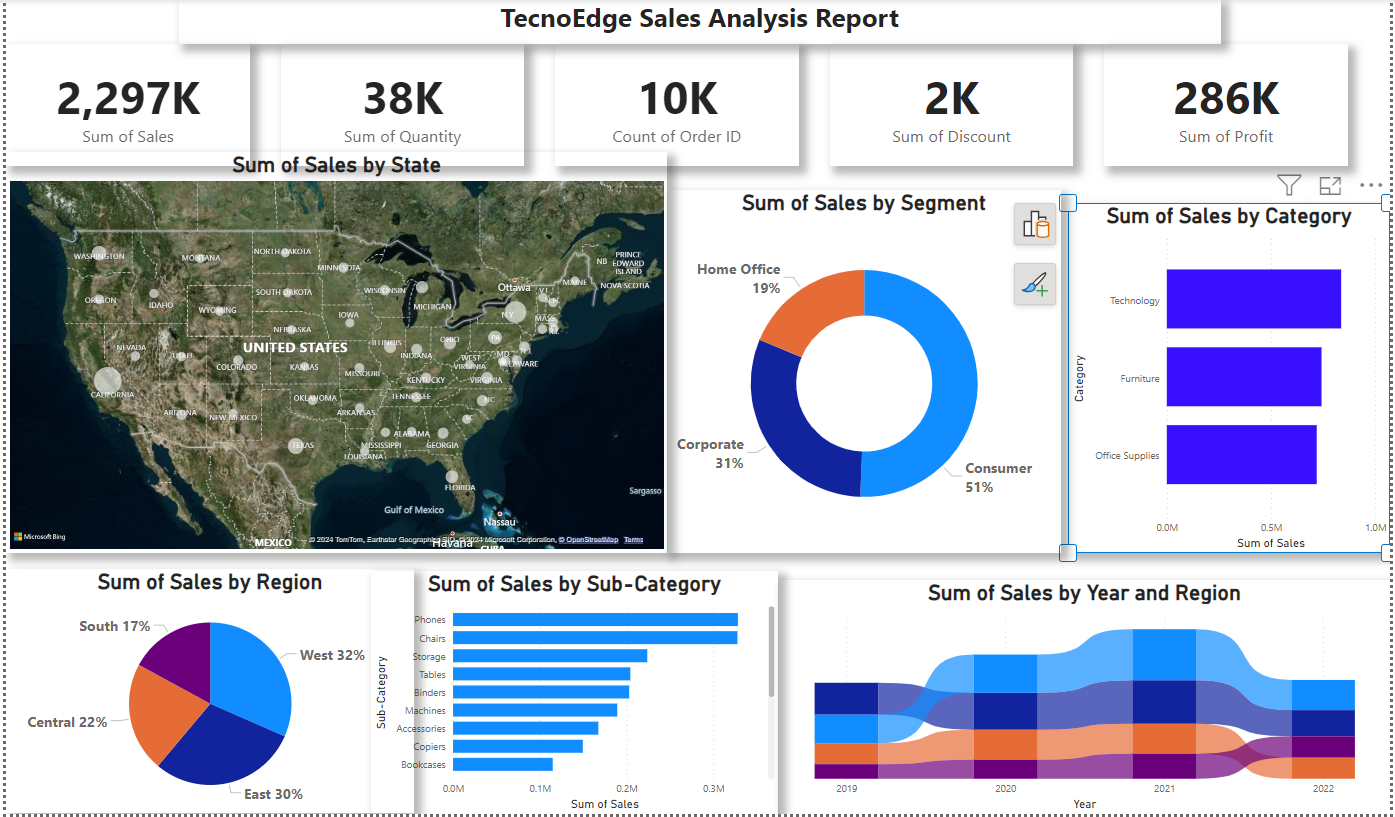 TecnoEdge Sales Analysis Report
2,297K
Sum of Sales
38K
Sum of Quantity
10K
Count of Order ID
2K
Sum of Discount
286K
Sum of Profit
Sum of Sales by State
WASHINGTON
MONTANA
NORTH DAKOTA
MINNESOTA
OREGON
IDAHO
WYOMING
SOUTH DAKOTA
WISCONSIN
MICHIGAN
Ottawa
MAINE
NB
PRINCE
EDWARD
ISLAND
NOVA SCOTIA
VT.
N.H.
N.Y.
MASS.
R.I.
IOWA
NEBRASKA
NEVADA
UTAH
COLORADO
UNITED STATES
KANSAS
ILLINOIS
INDIANA
OHIO
PA
N.J.
MD.
DELAWARE
WEST
VIRGINIA
VIRGINIA
MISSOURI
KENTUCKY
CALIFORNIA
ARIZONA
NEW MEXICO
OKLAHOMA
ARKANSAS
TENNESSEE
NC
SC
TEXAS
MISSISSIPPI
ALABAMA
GEORGIA
LOUISIANA
FLORIDA
Gulf of Mexico
Sargasso
Nassau
Havana
MEXICO
CUBA
Microsoft Bing
© 2024 TomTom, Earthstar Geographics SIO, © 2024 Microsoft Corporation, © OpenStreetMap Terms
Sum of Sales by Segment
Home Office
19%
Corporate
31%
Consumer
51%
Sum of Sales by Category
Category
Technology
Furniture
Office Supplies
0.0M 0.5M 1.0M
Sum of Sales
Sum of Sales by Region
South 17%
West 32%
Central 22%
East 30%
Sum of Sales by Sub-Category
Sub-Category
Phones
Chairs
Storage
Tables
Binders
Machines
Accessories
Copiers
Bookcases
0.0M 0.1M 0.2M 0.3M
Sum of Sales
Sum of Sales by Year and Region
2019 2020 2021 2022
Year